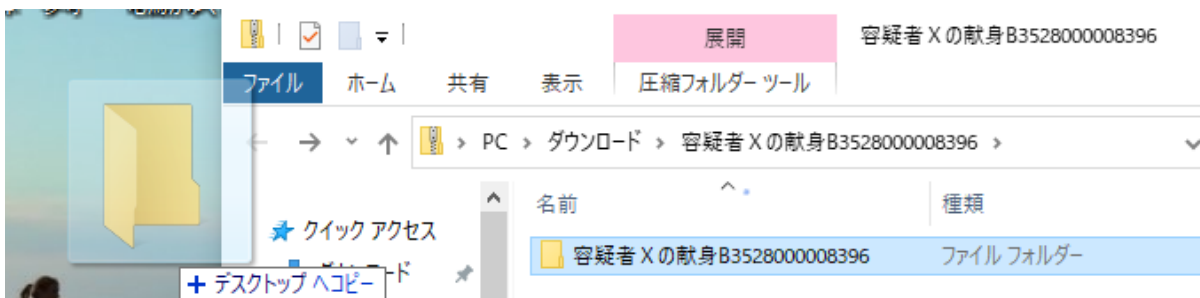 展開
容疑者Xの献身B3528000008396
ファイル
ホーム
共有
表示
圧縮フォルダー ツール
PC › ダウンロード › 容疑者Xの献身B3528000008396 ›
クイック アクセス
名前
種類
容疑者Xの献身B3528000008396
ファイル フォルダー
+ デスクトップ へコピー